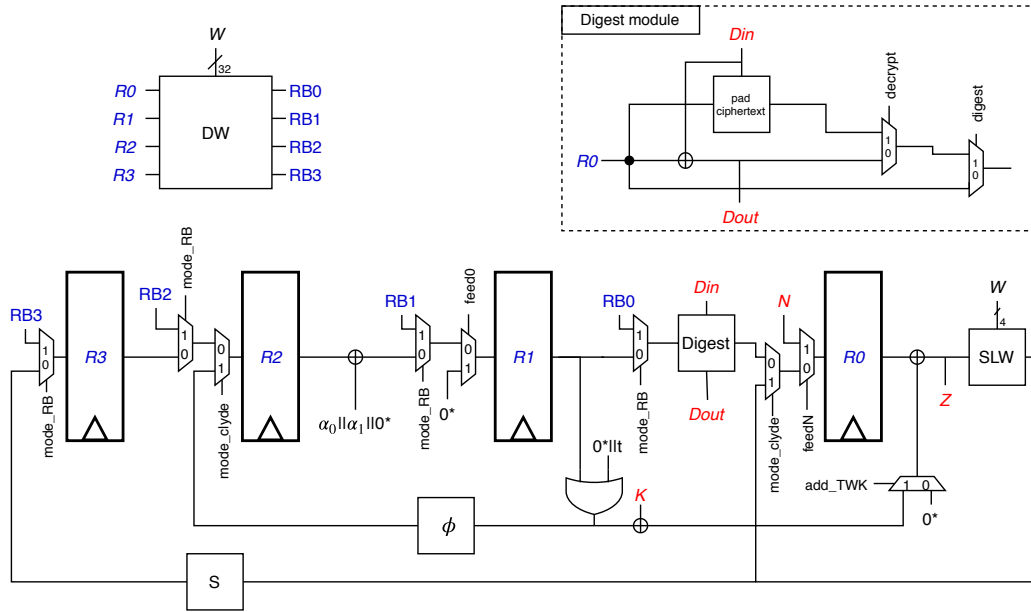 Digest module
W
32
R0
R1
R2
R3
DW
RB0
RB1
RB2
RB3
Din
pad
ciphertext
decrypt
digest
1
0
1
0
R0
Dout
RB3
1
0
mode_RB
R3
RB2
mode_RB
1
0
0
1
mode_clyde
R2
α₀||α₁||0*
RB1
1
0
mode_RB
feed0
0
1
0*
R1
RB0
1
0
mode_RB
Din
Digest
Dout
0
1
mode_clyde
N
1
0
feedN
R0
Z
W
4
SLW
0*||t
K
add_TWK
1 0
0*
ϕ
S